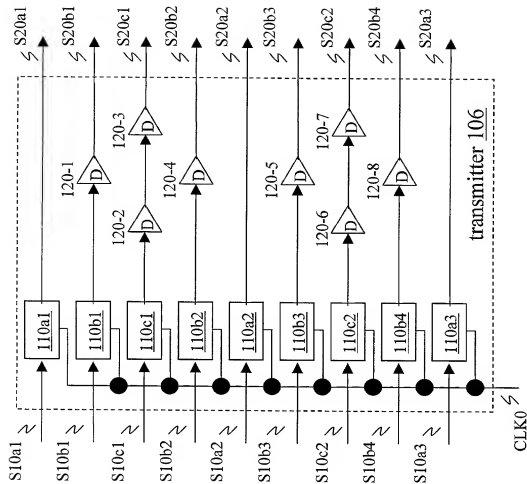 S20a1
S20b1
S20c1
S20b2
S20a2
S20b3
S20c2
S20b4
S20a3
120-3
120-7
D
D
120-1
120-4
120-5
120-8
D
D
D
D
120-2
120-6
D
D
transmitter 106
110a1
110b1
110c1
110b2
110a2
110b3
110c2
110b4
110a3
S10a1
S10b1
S10c1
S10b2
S10a2
S10b3
S10c2
S10b4
S10a3
CLK0